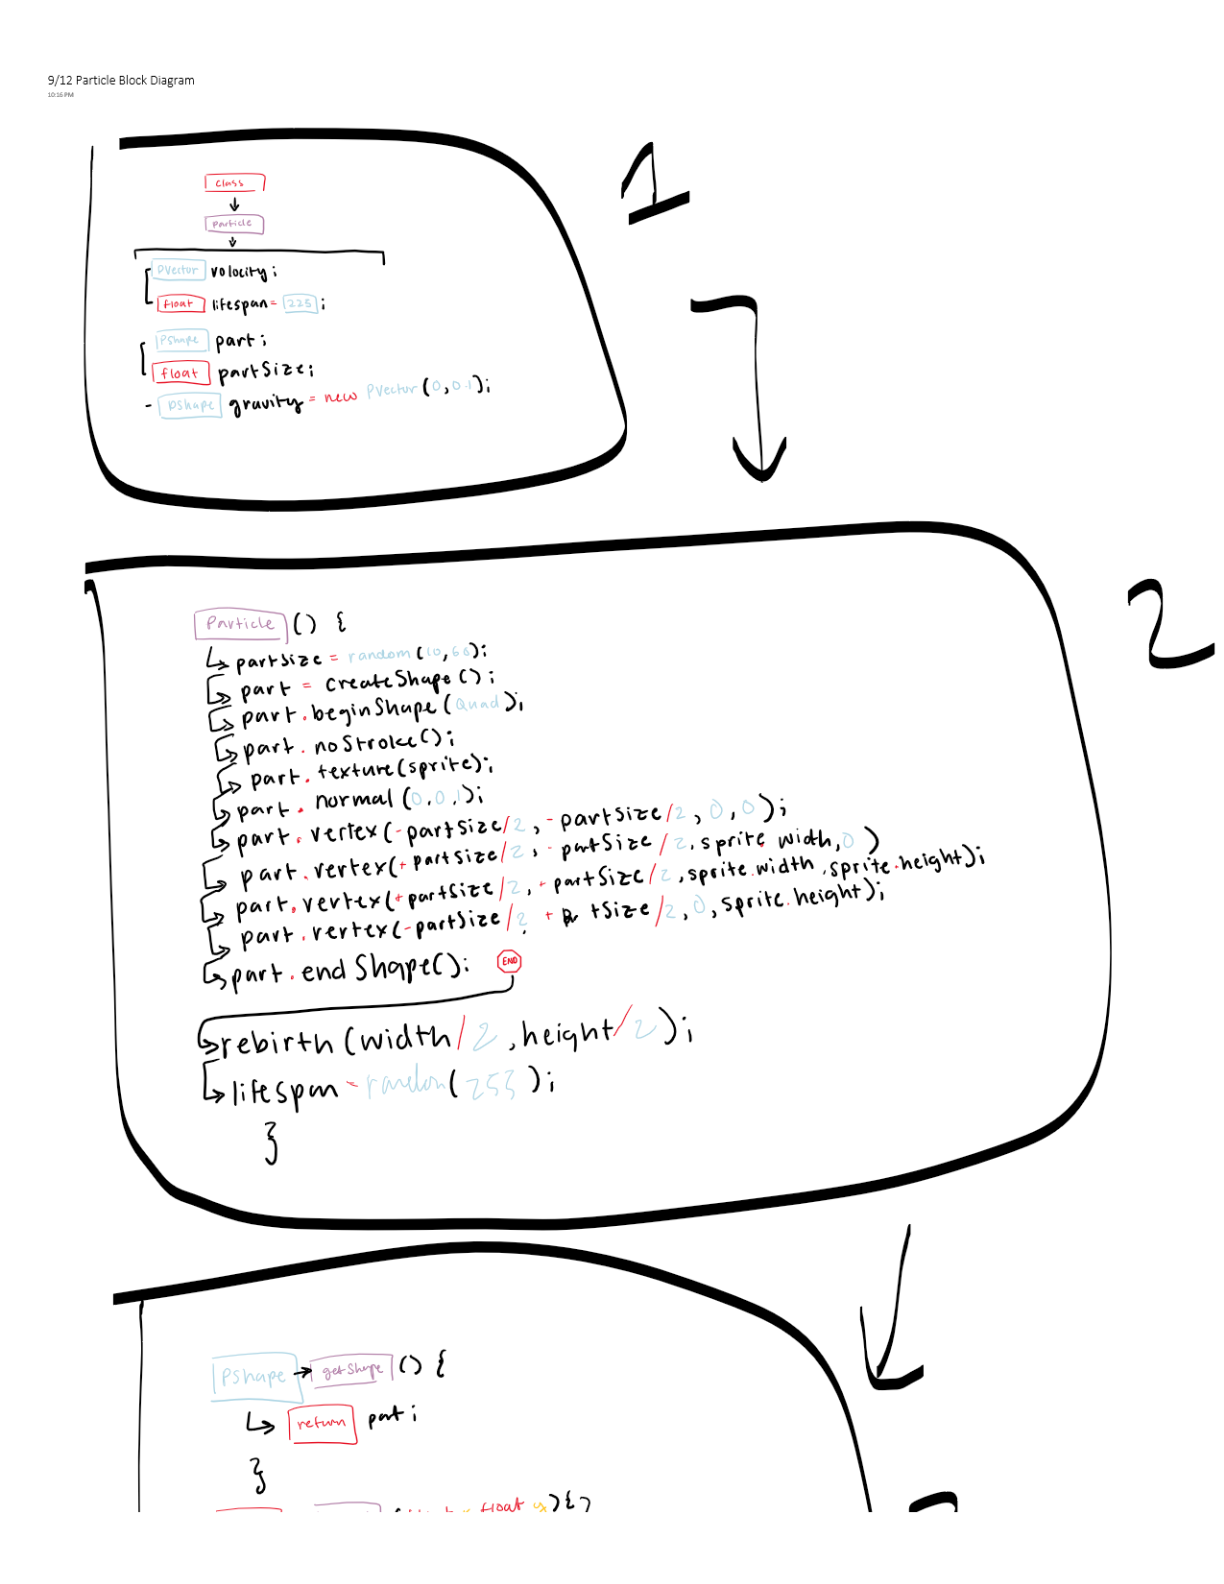 9/12 Particle Block Diagram
10:16 PM
1
class
Particle
PVector velocity;
float lifespan = 225;
PShape part;
float partSize;
- PShape gravity = new PVector (0,0.1);
2
Particle () {
partSize = random (10,60);
part = createShape ();
part.beginShape (Quad);
part.noStroke();
part.texture(sprite);
part.normal (0,0,1);
part.vertex(-partSize/2, -partSize/2, 0, 0);
part.vertex(+partSize/2, -partSize/2, sprite.width, 0)
part.vertex(+partSize/2, +partSize/2, sprite.width, sprite.height);
part.vertex(-partSize/2, + tSize/2, 0, sprite.height);
part.endShape(); END
rebirth (width/2, height/2);
lifespan = random (253);
}
PShape → getShape () {
return part;
}
float y) {